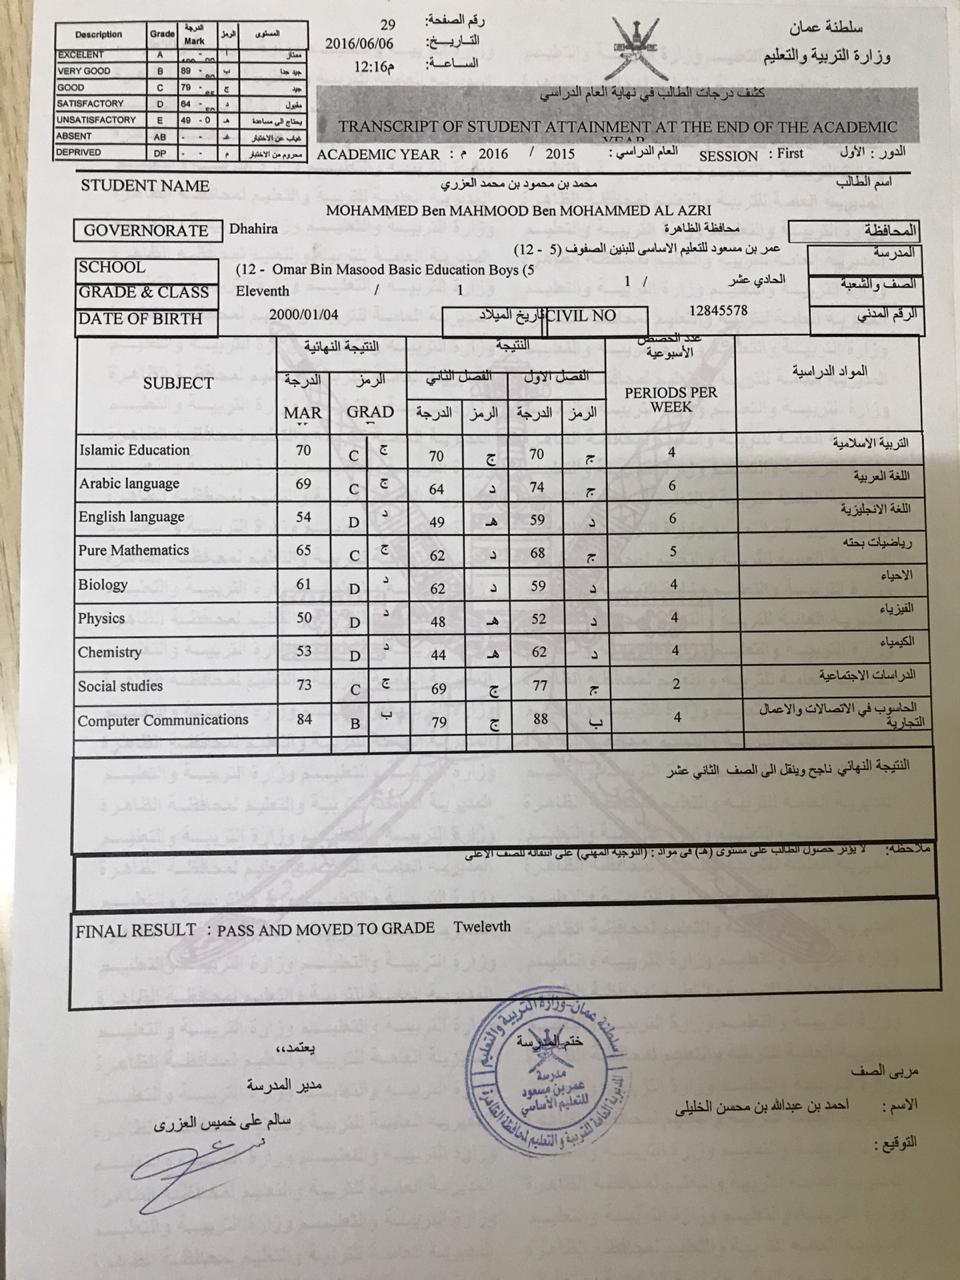 Description Grade الدرجة Mark الرمز المستوى
EXCELENT A أ ممتاز
VERY GOOD B 89 - ب جيد جدا
GOOD C 79 - ج جيد
SATISFACTORY D 64 - د مقبول
UNSATISFACTORY E 49 - 0 هـ يحتاج الى مساعدة
ABSENT AB - - غـ غياب عن الاختبار
DEPRIVED DP - - م محروم من الاختبار
رقم الصفحة: 29
التـاريـــخ: 2016/06/06
الساعـــة: 12:16م
سلطنة عمان
وزارة التربية والتعليم
كشف درجات الطالب في نهاية العام الدراسي
TRANSCRIPT OF STUDENT ATTAINMENT AT THE END OF THE ACADEMIC YEAR
ACADEMIC YEAR : م 2016 / 2015 العام الدراسي: SESSION : First الدور : الأول
STUDENT NAME محمد بن محمود بن محمد العزري اسم الطالب
MOHAMMED Ben MAHMOOD Ben MOHAMMED AL AZRI
GOVERNORATE Dhahira محافظة الظاهرة المحافظة
عمر بن مسعود للتعليم الاساسى للبنين الصفوف (5 - 12) المدرسة
SCHOOL (12 - Omar Bin Masood Basic Education Boys (5
GRADE & CLASS Eleventh / 1 1 / الحادي عشر الصف والشعبة
DATE OF BIRTH 2000/01/04 تاريخ الميلاد CIVIL NO 12845578 الرقم المدني
SUBJECT النتيجة النهائية النتيجة عدد الحصص الأسبوعية المواد الدراسية
الدرجة الرمز الفصل الثاني الفصل الاول PERIODS PER WEEK
MAR GRAD الدرجة الرمز الدرجة الرمز
Islamic Education 70 C ج 70 ج 70 ج 4 التربية الاسلامية
Arabic language 69 C ج 64 د 74 ج 6 اللغة العربية
English language 54 D د 49 هـ 59 د 6 اللغة الانجليزية
Pure Mathematics 65 C ج 62 د 68 ج 5 رياضيات بحته
Biology 61 D د 62 د 59 د 4 الاحياء
Physics 50 D د 48 هـ 52 د 4 الفيزياء
Chemistry 53 D د 44 هـ 62 د 4 الكيمياء
Social studies 73 C ج 69 ج 77 ج 2 الدراسات الاجتماعية
Computer Communications 84 B ب 79 ج 88 ب 4 الحاسوب في الاتصالات والاعمال التجارية
النتيجة النهائي ناجح وينقل الى الصف الثاني عشر
ملاحظة: لا يؤثر حصول الطالب على مستوى (هـ) فى مواد : (التوجية المهني) على انتقالة للصف الاعلى
FINAL RESULT : PASS AND MOVED TO GRADE Twelevth
يعتمد،،
مدير المدرسة
سالم على خميس العزرى
ختم المدرسة
سلطنة عمان - وزارة التربية والتعليم
مدرسة
عمر بن مسعود
للتعليم الأساسي
المديرية العامة للتربية والتعليم لمحافظة الظاهرة
مربى الصف
الاسم : احمد بن عبدالله بن محسن الخليلى
التوقيع :